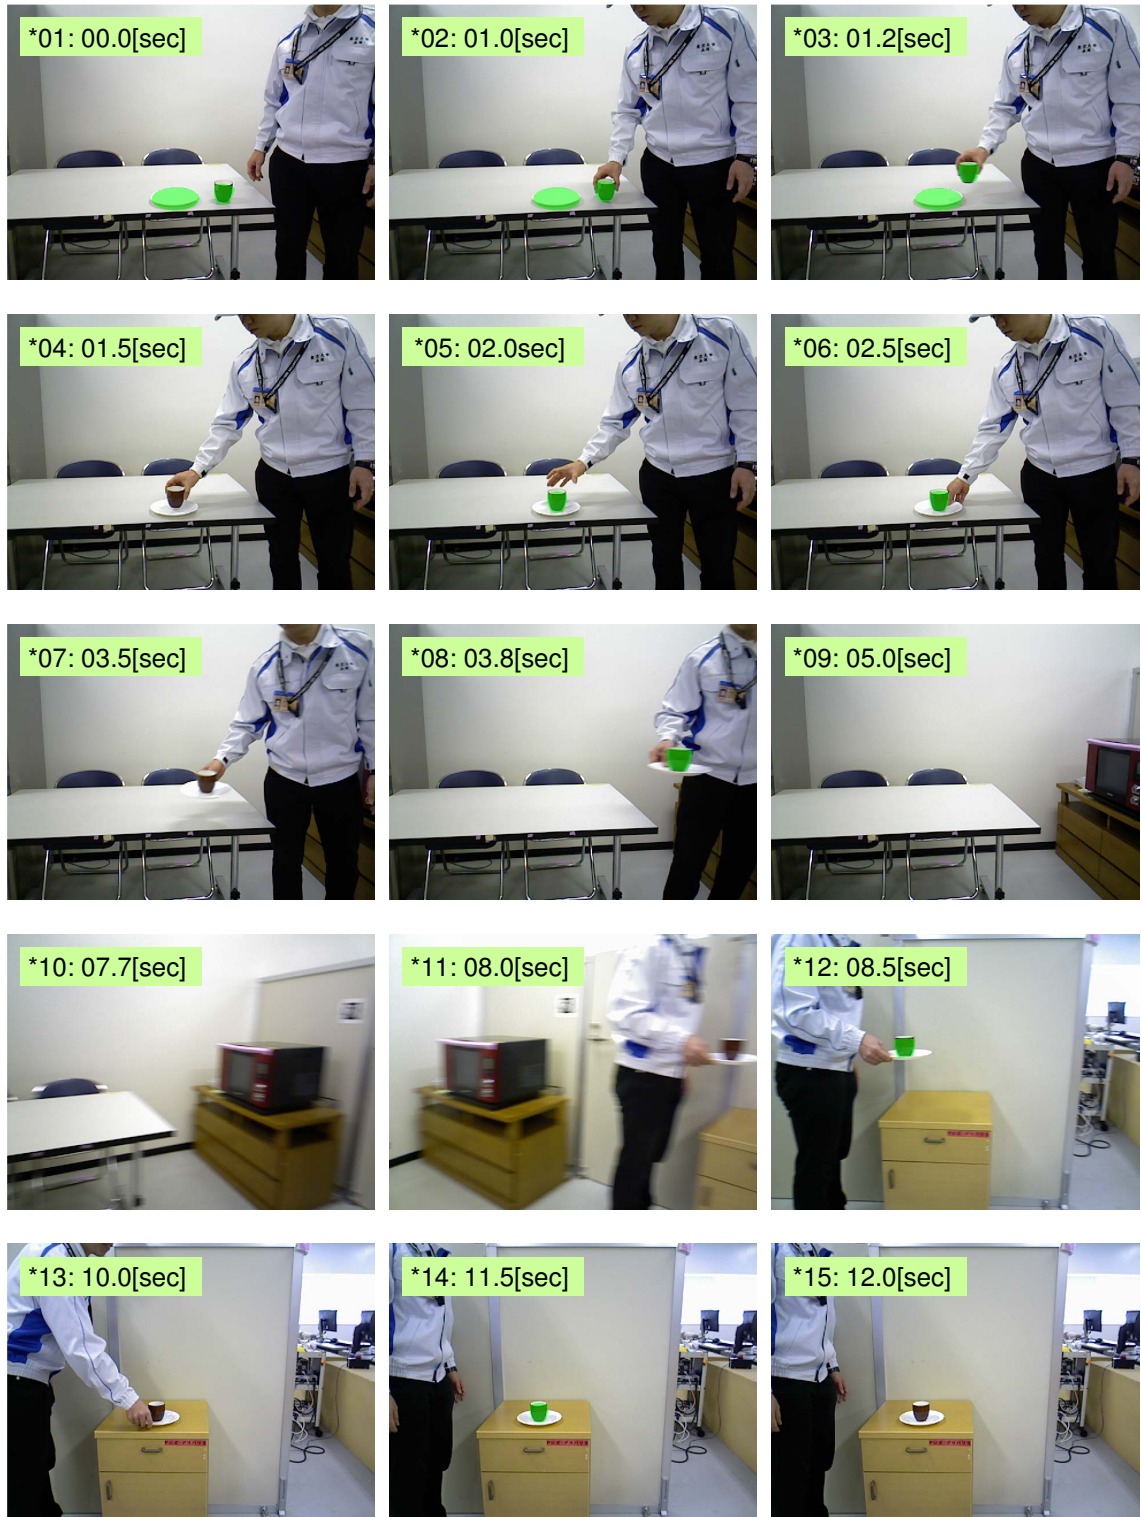 *01: 00.0[sec]
*02: 01.0[sec]
*03: 01.2[sec]
*04: 01.5[sec]
*05: 02.0sec]
*06: 02.5[sec]
*07: 03.5[sec]
*08: 03.8[sec]
*09: 05.0[sec]
*10: 07.7[sec]
*11: 08.0[sec]
*12: 08.5[sec]
*13: 10.0[sec]
*14: 11.5[sec]
*15: 12.0[sec]